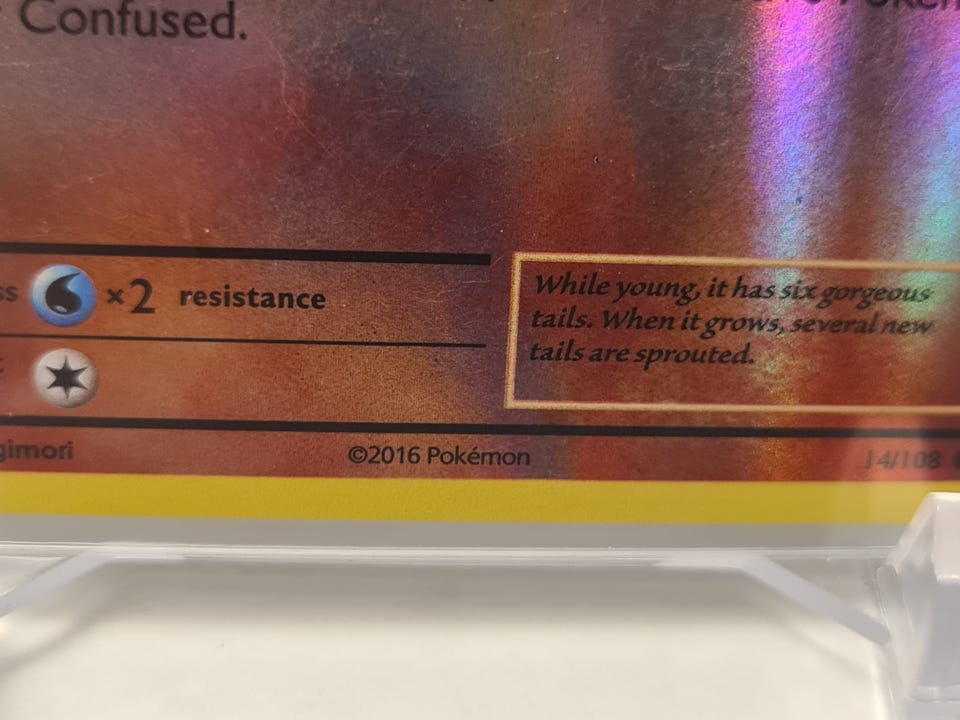 Confused.
×2 resistance
While young, it has six gorgeous
tails. When it grows, several new
tails are sprouted.
gimori
©2016 Pokémon
14/108